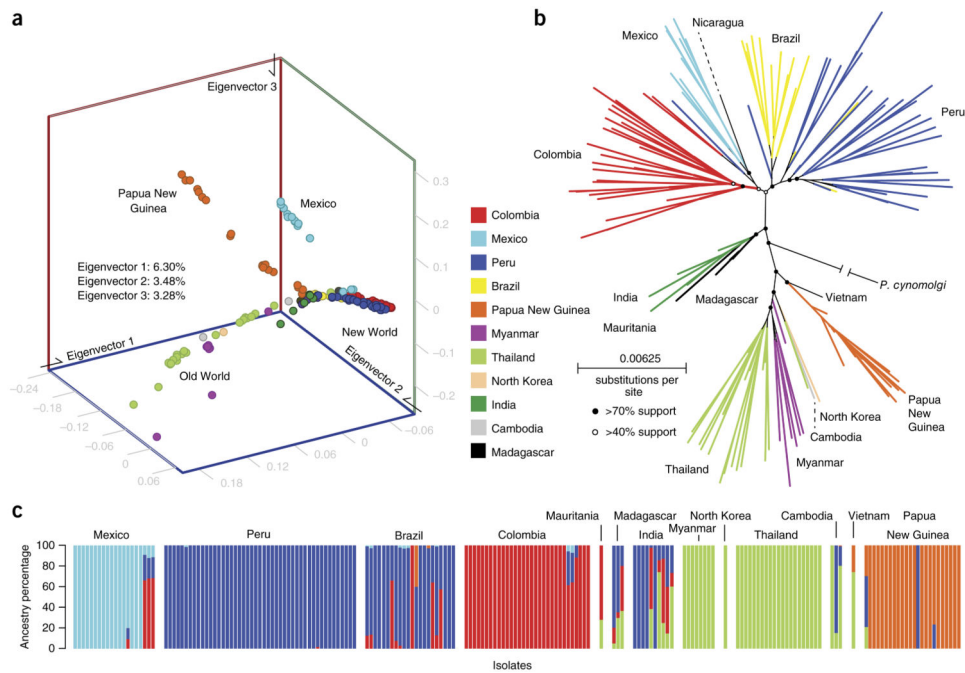 a
Eigenvector 3
Papua New
Guinea
Mexico
0.3
0.2
0.1
0
−0.1
−0.2
Eigenvector 1: 6.30%
Eigenvector 2: 3.48%
Eigenvector 3: 3.28%
New World
Eigenvector 1
Old World
Eigenvector 2
−0.24
−0.18
−0.12
−0.06
0
0.06
0.18
0.12
0.06
0
−0.06
Colombia
Mexico
Peru
Brazil
Papua New Guinea
Myanmar
Thailand
North Korea
India
Cambodia
Madagascar
b
Nicaragua
Mexico
Brazil
Peru
Colombia
P. cynomolgi
India
Madagascar
Vietnam
Mauritania
0.00625
substitutions per
site
>70% support
>40% support
Papua
New
Guinea
North Korea
Cambodia
Myanmar
Thailand
c
Mauritania
Madagascar
North Korea
Cambodia
Vietnam
Papua
Mexico
Peru
Brazil
Colombia
India
Myanmar
Thailand
New Guinea
Ancestry percentage
100
80
60
40
20
0
Isolates